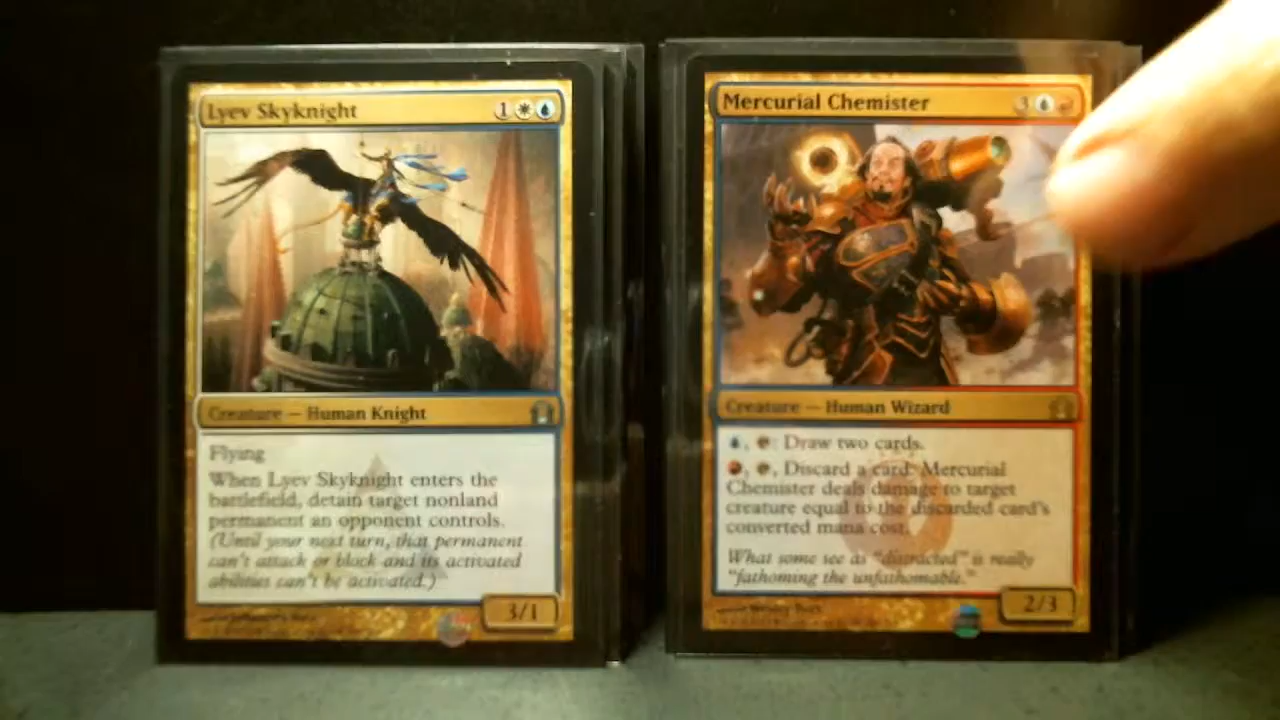 Lyev Skyknight
1
Creature — Human Knight
Flying
When Lyev Skyknight enters the
battlefield, detain target nonland
permanent an opponent controls.
(Until your next turn, that permanent
can't attack or block and its activated
abilities can't be activated.)
3/1
Mercurial Chemister
3
Creature — Human Wizard
, : Draw two cards.
, , Discard a card: Mercurial
Chemister deals damage to target
creature equal to the discarded card's
converted mana cost.
What some see as "distracted" is really
"fathoming the unfathomable."
2/3